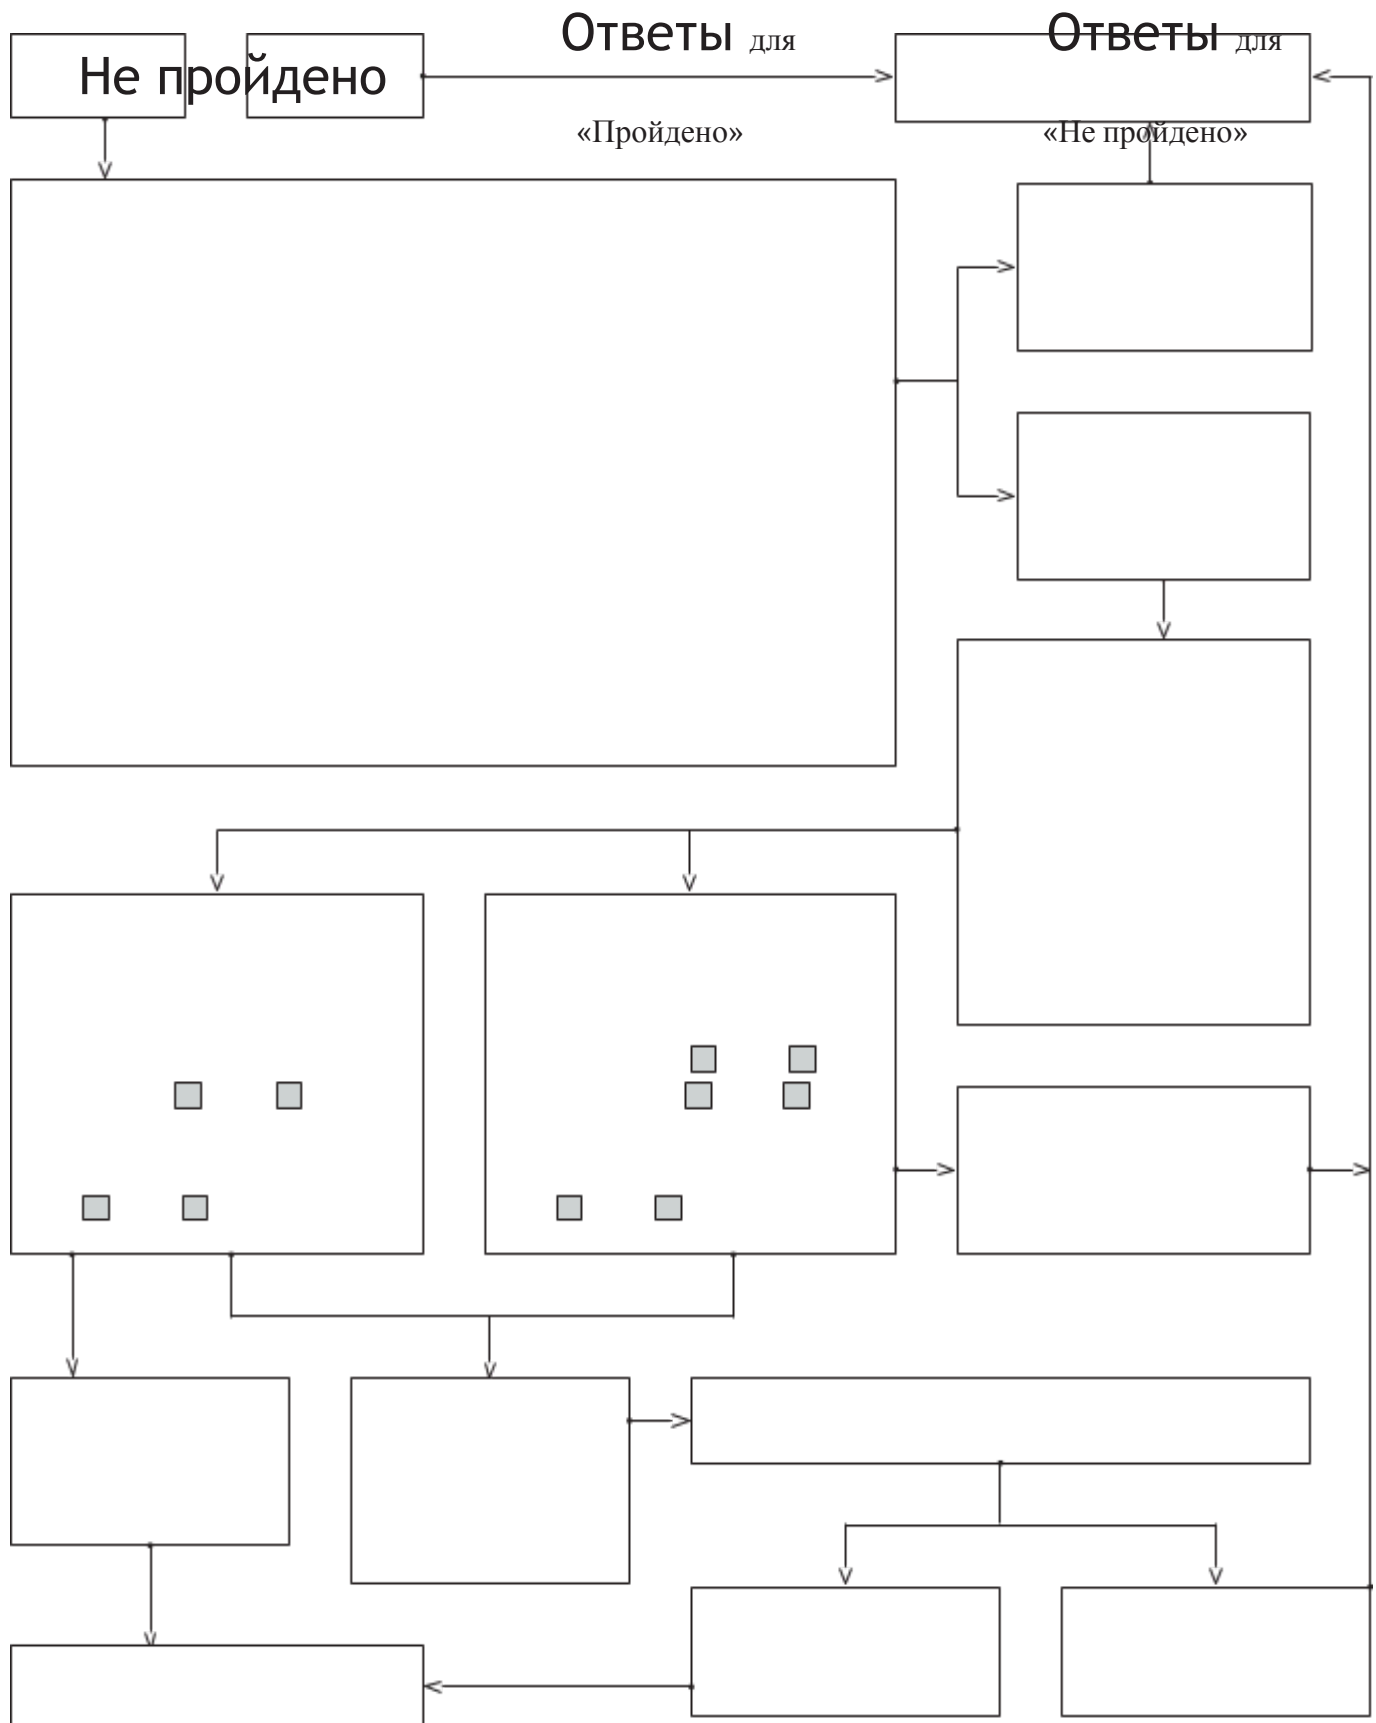 Ответы для
Ответы для
Не пройдено
«Пройдено»
«Не пройдено»